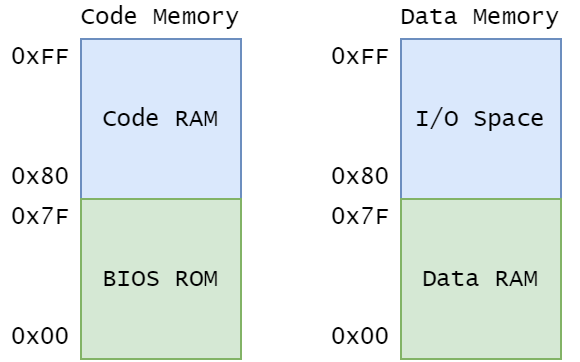 Code Memory
0xFF
Code RAM
0x80
0x7F
BIOS ROM
0x00
Data Memory
0xFF
I/O Space
0x80
0x7F
Data RAM
0x00